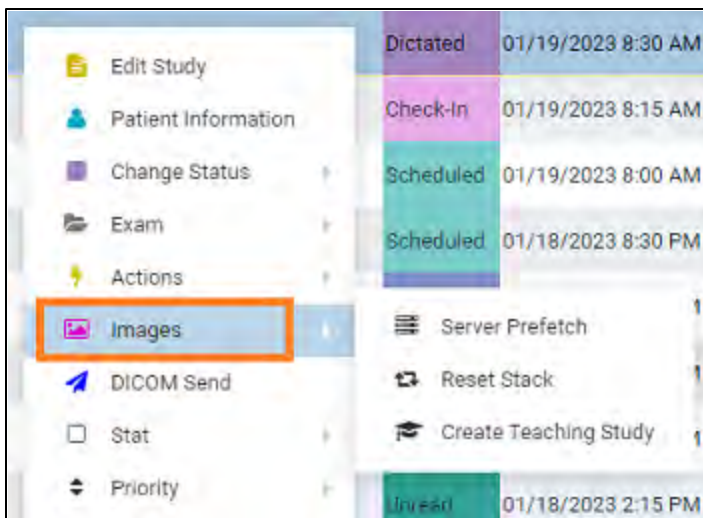 Edit Study
Patient Information
Change Status
Exam
Actions
Images
DICOM Send
Stat
Priority
Server Prefetch
Reset Stack
Create Teaching Study
Dictated 01/19/2023 8:30 AM
Check-In 01/19/2023 8:15 AM
Scheduled 01/19/2023 8:00 AM
Scheduled 01/18/2023 8:30 PM
Unread 01/18/2023 2:15 PM